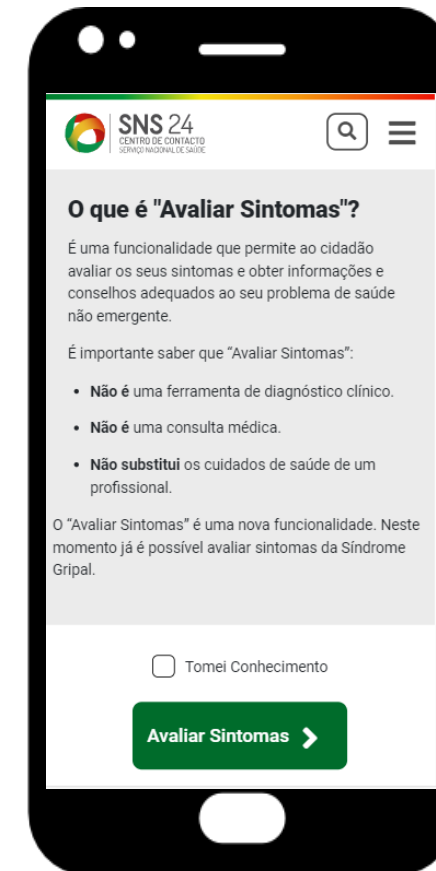 SNS 24
CENTRO DE CONTACTO
SERVIÇO NACIONAL DE SAÚDE
O que é "Avaliar Sintomas"?
É uma funcionalidade que permite ao cidadão
avaliar os seus sintomas e obter informações e
conselhos adequados ao seu problema de saúde
não emergente.
É importante saber que “Avaliar Sintomas”:
• Não é uma ferramenta de diagnóstico clínico.
• Não é uma consulta médica.
• Não substitui os cuidados de saúde de um
profissional.
O “Avaliar Sintomas” é uma nova funcionalidade. Neste
momento já é possível avaliar sintomas da Síndrome
Gripal.
Tomei Conhecimento
Avaliar Sintomas